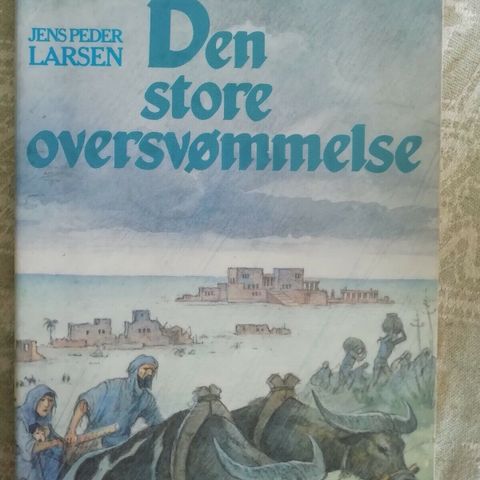 JENS PEDER
LARSEN
Den
store
oversvømmelse